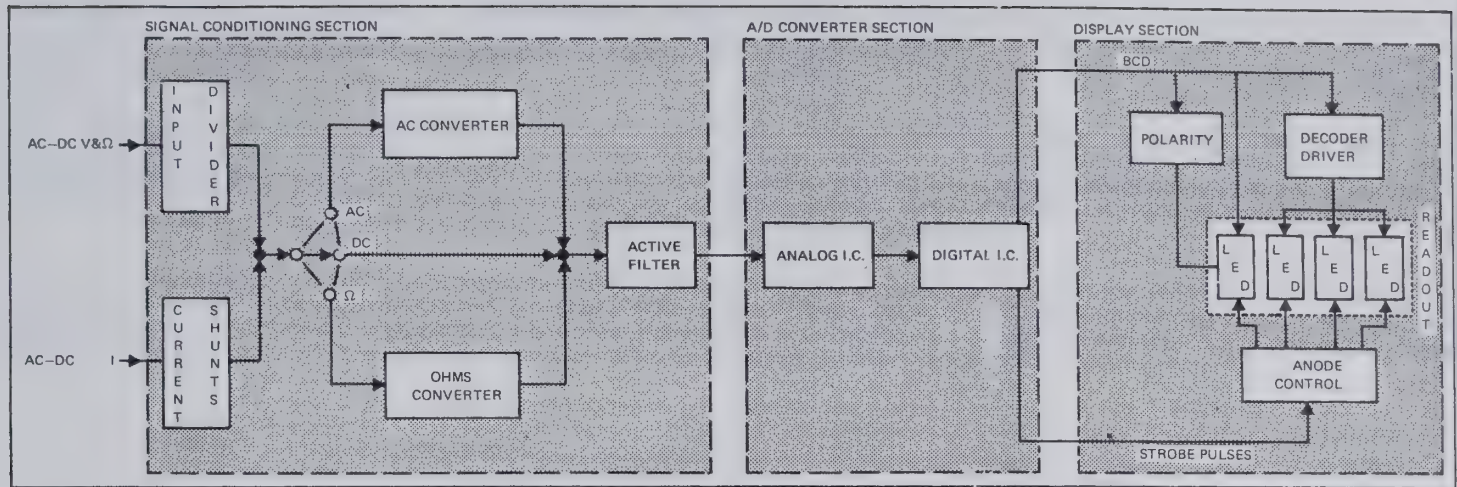 SIGNAL CONDITIONING SECTION
A/D CONVERTER SECTION
DISPLAY SECTION
AC–DC V&Ω
INPUT
DIVIDER
AC–DC I
CURRENT
SHUNTS
AC
DC
Ω
AC CONVERTER
OHMS
CONVERTER
ACTIVE
FILTER
ANALOG I.C.
DIGITAL I.C.
BCD
POLARITY
DECODER
DRIVER
LED
LED
LED
LED
READOUT
ANODE
CONTROL
STROBE PULSES